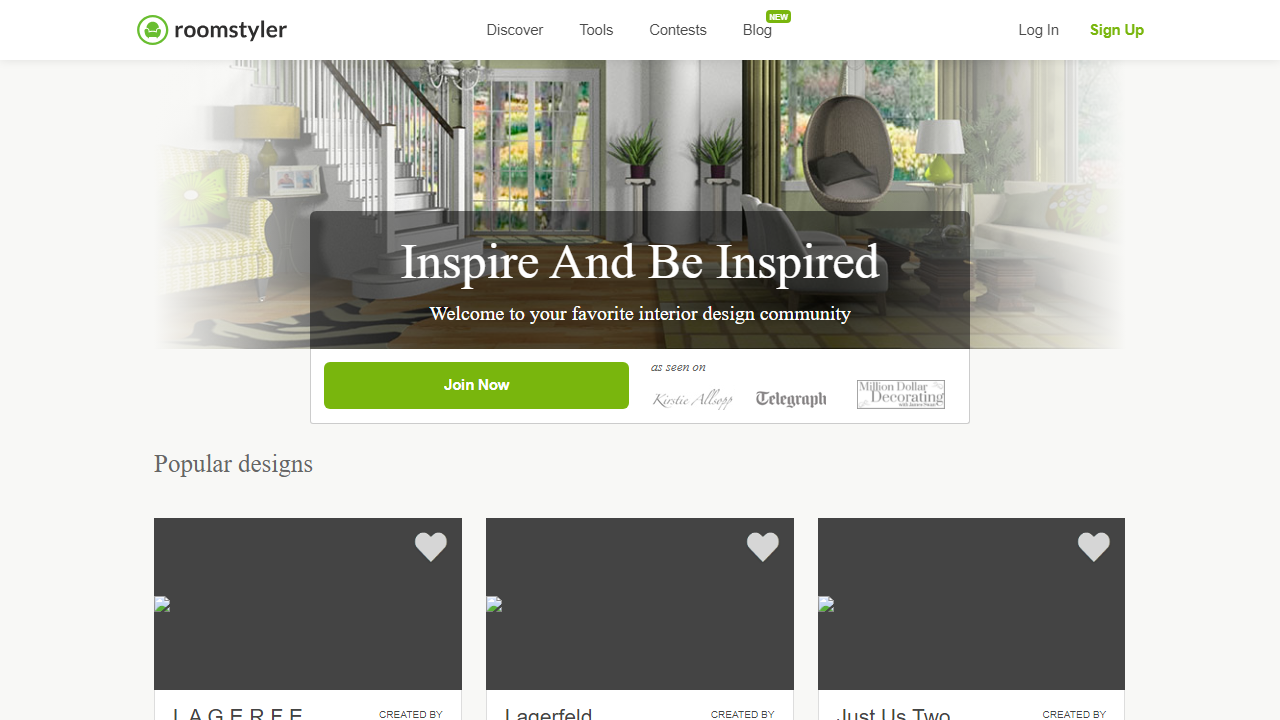 roomstyler
Discover
Tools
Contests
Blog
NEW
Log In
Sign Up
Inspire And Be Inspired
Welcome to your favorite interior design community
Join Now
as seen on
Kirstie Allsopp
Telegraph
Million Dollar
Decorating
Popular designs
L A G E R F E
CREATED BY
Lagerfeld
CREATED BY
Just Us Two
CREATED BY